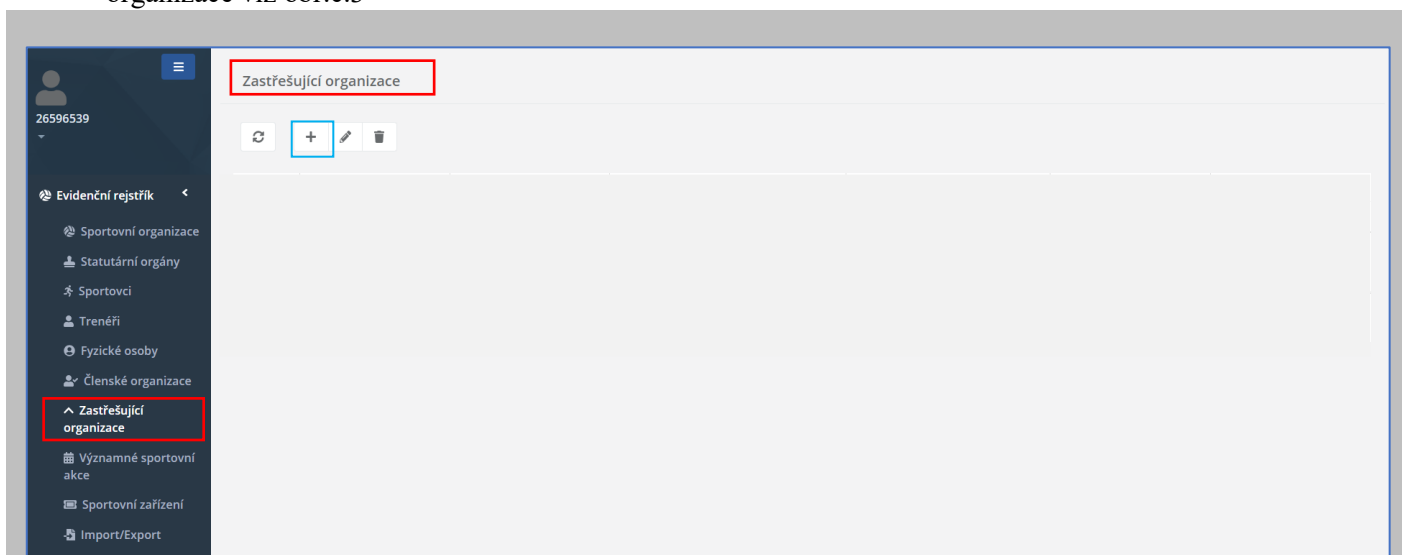 Zastřešující organizace
26596539
Evidenční rejstřík
Sportovní organizace
Statutární orgány
Sportovci
Trenéři
Fyzické osoby
Členské organizace
Zastřešující
organizace
Významné sportovní
akce
Sportovní zařízení
Import/Export